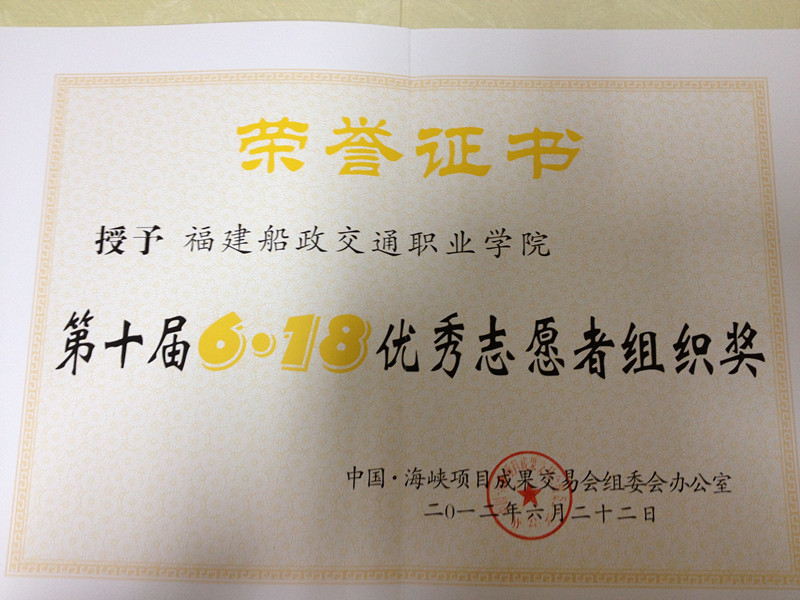 荣誉证书
授予 福建船政交通职业学院
第十届6·18优秀志愿者组织奖
中国·海峡项目成果交易会组委会办公室
二〇一二年六月二十二日
办公室